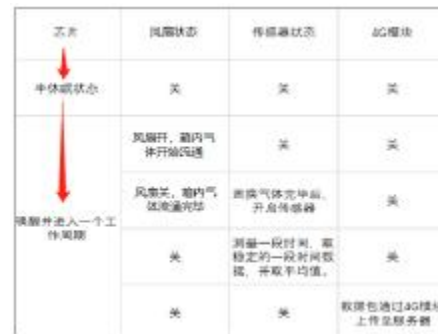 芯片 风扇状态 传感器状态 4G模块
半休眠状态 关 关 关
风扇开，箱内气
体开始流通 关 关
风扇关，箱内气
体流通完毕
置换气体完毕后，
开启传感器
关
唤醒并进入一个工
作周期
关
测量一段时间，取
稳定的一段时间数
据，并取平均值。
关
关 关
数据包通过4G模块
上传至服务器